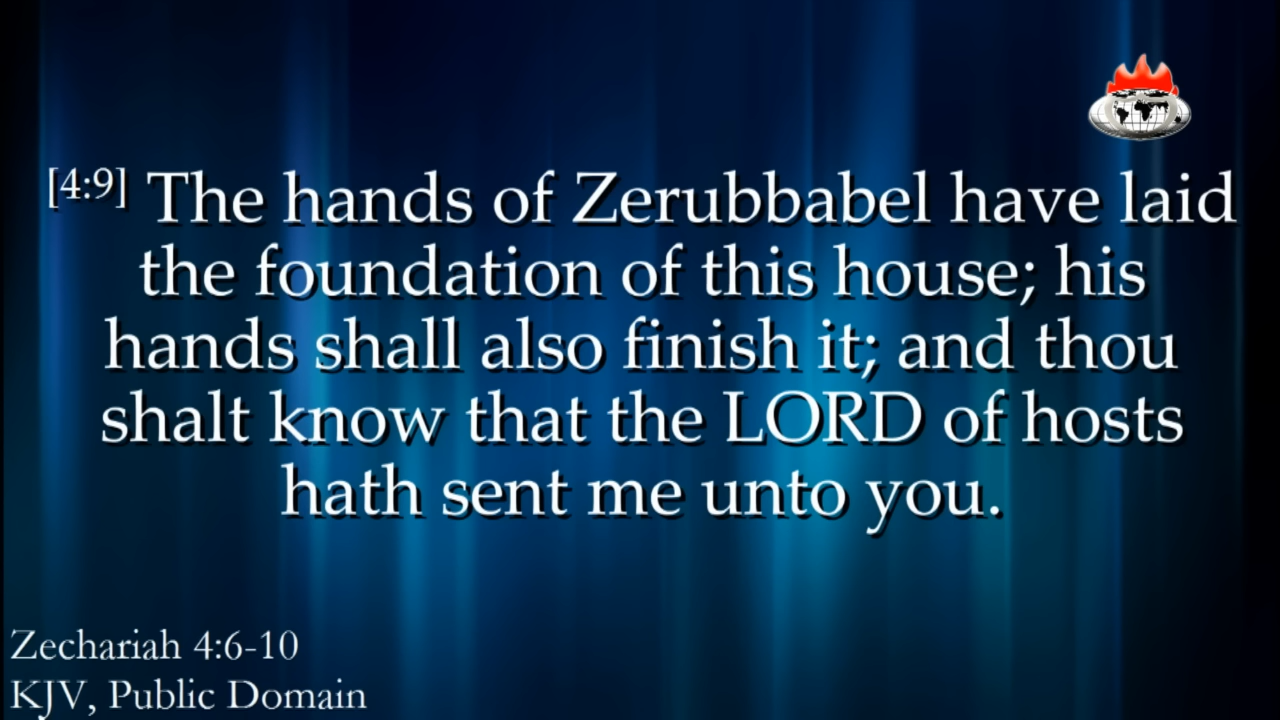 [4:9] The hands of Zerubbabel have laid
the foundation of this house; his
hands shall also finish it; and thou
shalt know that the LORD of hosts
hath sent me unto you.
Zechariah 4:6-10
KJV, Public Domain